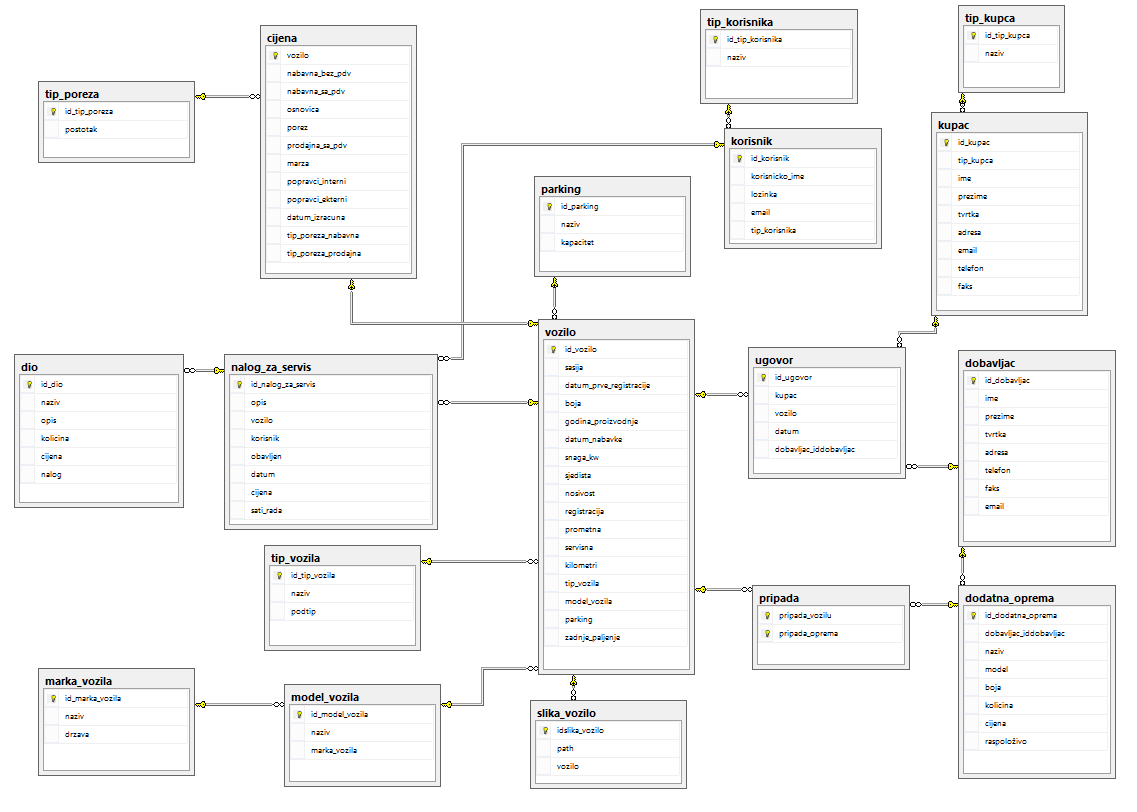 tip_poreza
id_tip_poreza
postotak
cijena
vozilo
nabavna_bez_pdv
nabavna_sa_pdv
osnovica
porez
prodajna_sa_pdv
marza
popravci_interni
popravci_ekterni
datum_izracuna
tip_poreza_nabavna
tip_poreza_prodajna
tip_korisnika
id_tip_korisnika
naziv
tip_kupca
id_tip_kupca
naziv
korisnik
id_korisnik
korisnicko_ime
lozinka
email
tip_korisnika
kupac
id_kupac
tip_kupca
ime
prezime
tvrtka
adresa
email
telefon
faks
parking
id_parking
naziv
kapacitet
dio
id_dio
naziv
opis
kolicina
cijena
nalog
nalog_za_servis
id_nalog_za_servis
opis
vozilo
korisnik
obavljen
datum
cijena
sati_rada
vozilo
id_vozilo
sasija
datum_prve_registracije
boja
godina_proizvodnje
datum_nabavke
snaga_kw
sjedista
nosivost
registracija
prometna
servisna
kilometri
tip_vozila
model_vozila
parking
zadnje_paljenje
ugovor
id_ugovor
kupac
vozilo
datum
dobavljac_iddobavljac
dobavljac
id_dobavljac
ime
prezime
tvrtka
adresa
telefon
faks
email
tip_vozila
id_tip_vozila
naziv
podtip
pripada
pripada_vozilu
pripada_oprema
dodatna_oprema
id_dodatna_oprema
dobavljac_iddobavljac
naziv
model
boja
kolicina
cijena
raspoloživo
marka_vozila
id_marka_vozila
naziv
drzava
model_vozila
id_model_vozila
naziv
marka_vozila
slika_vozilo
idslika_vozilo
path
vozilo